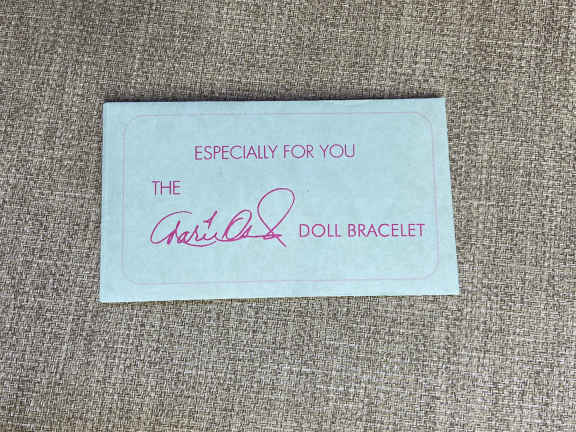 ESPECIALLY FOR YOU
THE
DOLL BRACELET